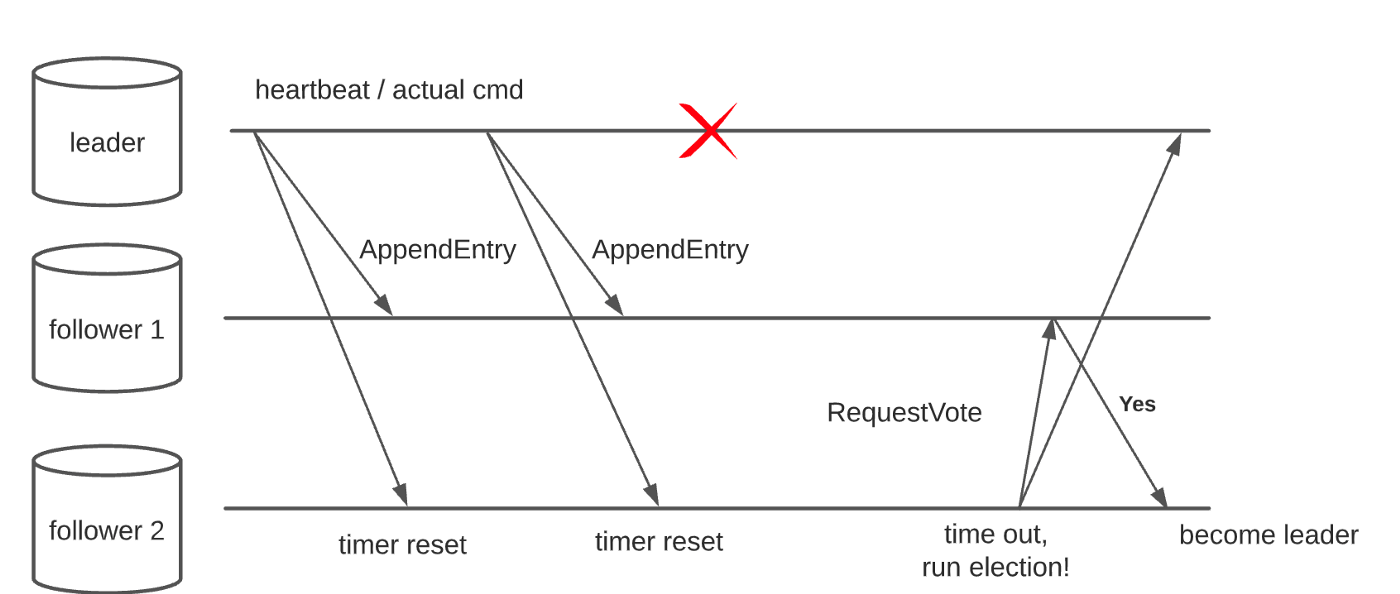 heartbeat / actual cmd
leader
AppendEntry
AppendEntry
follower 1
RequestVote
Yes
follower 2
timer reset
timer reset
time out,
run election!
become leader